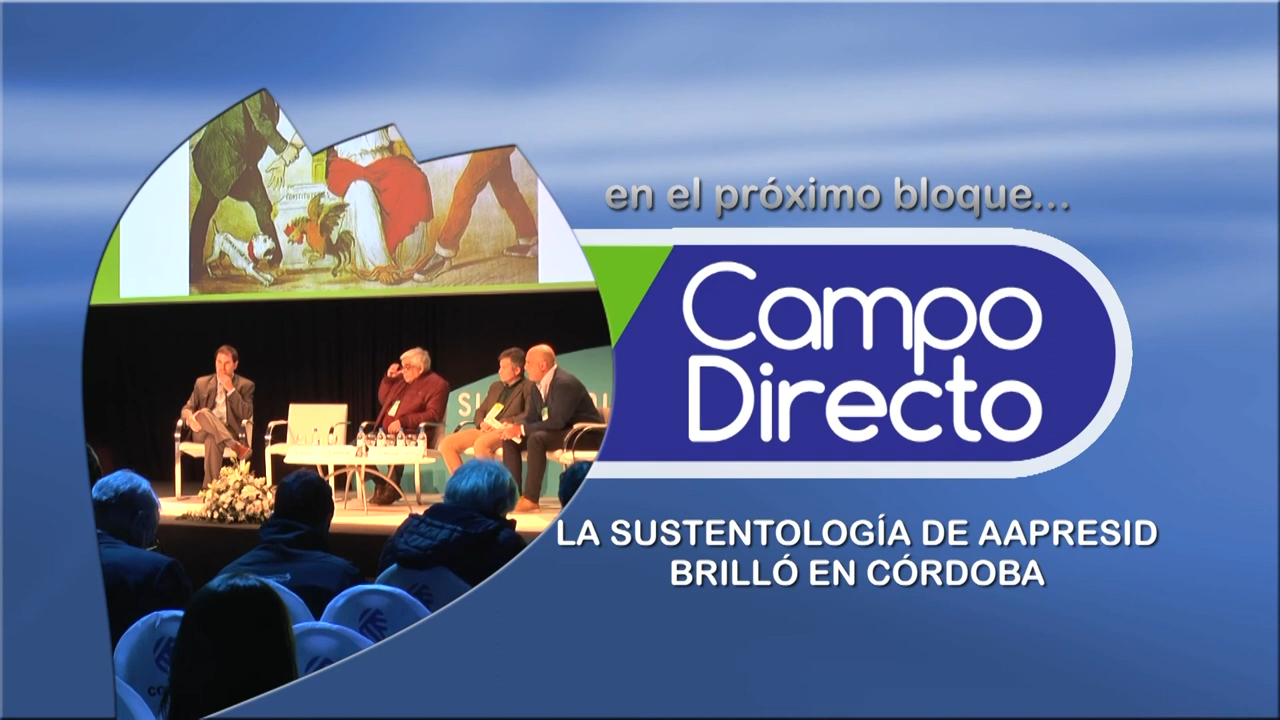 en el próximo bloque...
Campo
Directo
LA SUSTENTOLOGÍA DE AAPRESID
BRILLÓ EN CÓRDOBA